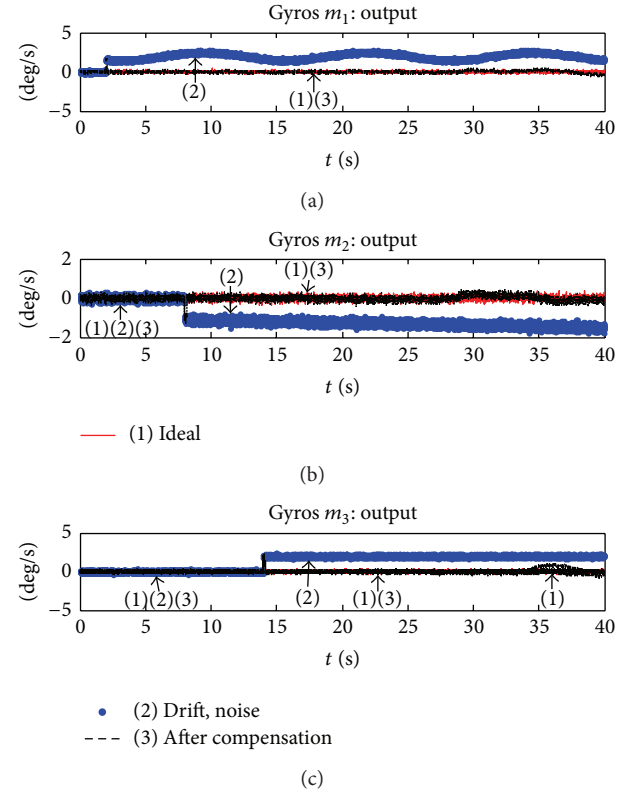 Gyros m₁: output
(deg/s)
5
0
−5
(2)
(1)(3)
0 5 10 15 20 25 30 35 40
t (s)
(a)
Gyros m₂: output
(deg/s)
2
0
−2
(2)
(1)(3)
(1)(2)(3)
0 5 10 15 20 25 30 35 40
t (s)
(1) Ideal
(b)
Gyros m₃: output
(deg/s)
5
0
−5
(1)(2)(3)
(2)
(1)(3)
(1)
0 5 10 15 20 25 30 35 40
t (s)
(2) Drift, noise
(3) After compensation
(c)